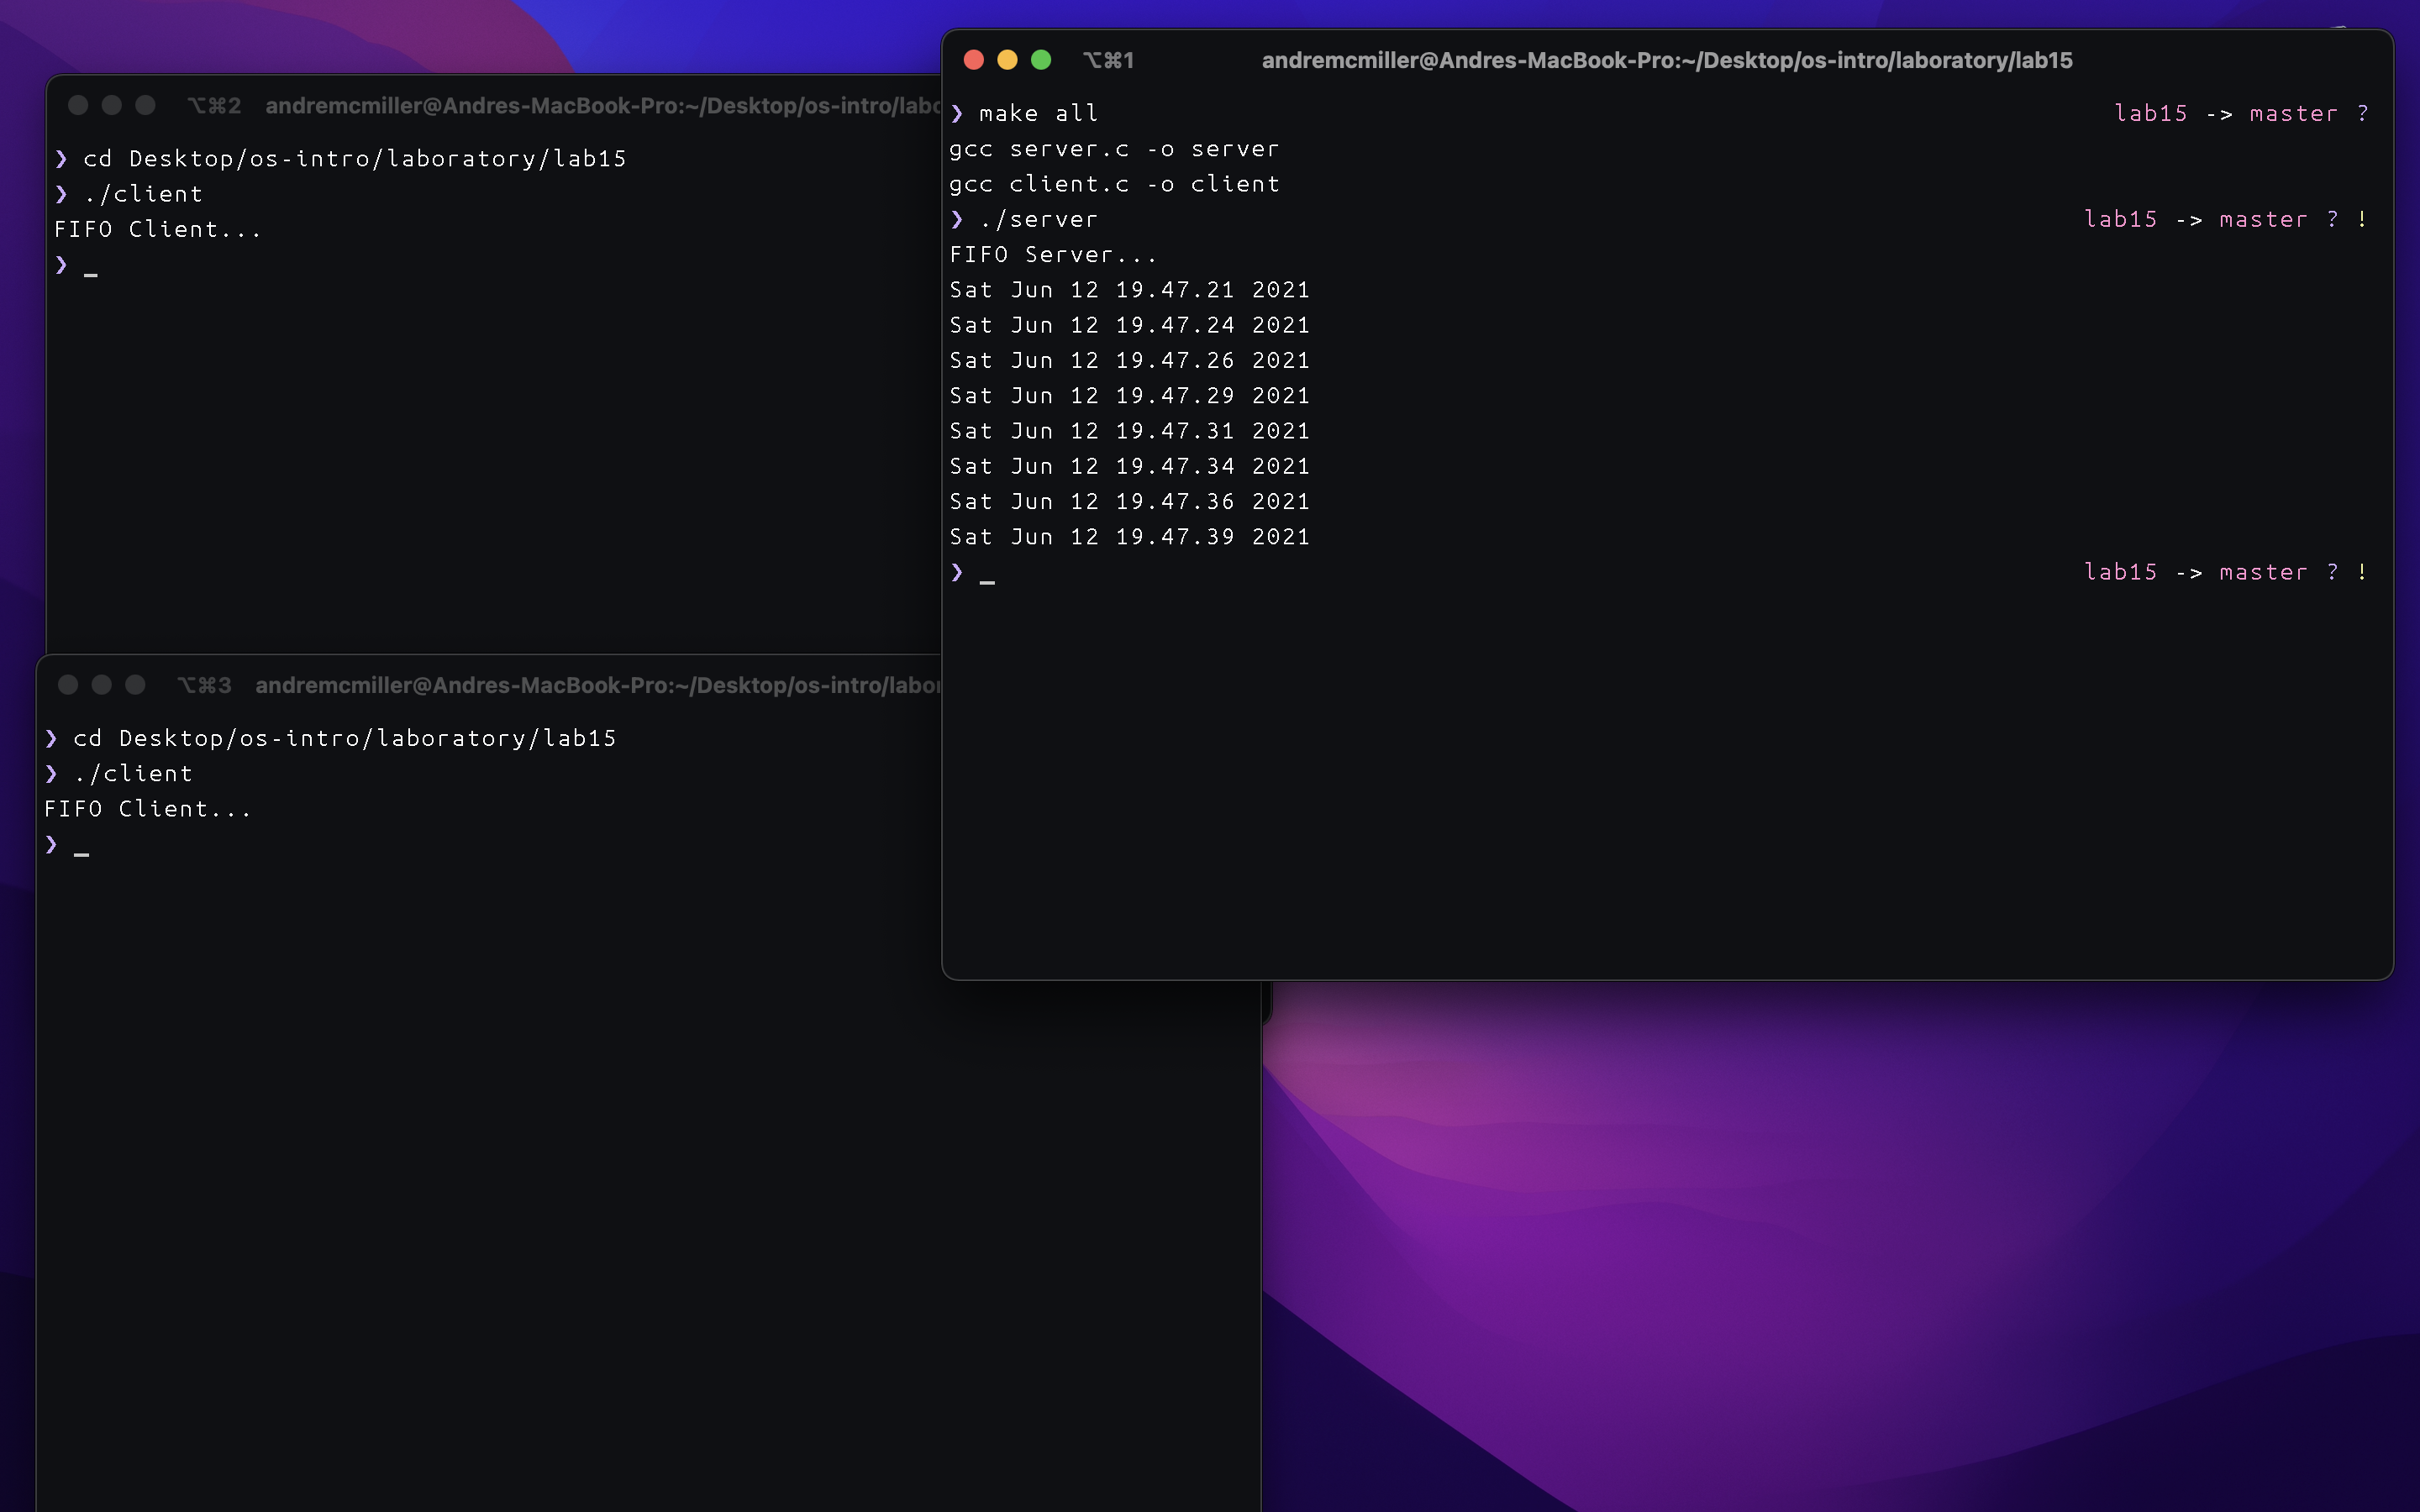 ⌥⌘2 andremcmiller@Andres-MacBook-Pro:~/Desktop/os-intro/labo
❯ cd Desktop/os-intro/laboratory/lab15
❯ ./client
FIFO Client...
❯ _
⌥⌘1 andremcmiller@Andres-MacBook-Pro:~/Desktop/os-intro/laboratory/lab15
❯ make all lab15 -> master ?
gcc server.c -o server
gcc client.c -o client
❯ ./server lab15 -> master ? !
FIFO Server...
Sat Jun 12 19.47.21 2021
Sat Jun 12 19.47.24 2021
Sat Jun 12 19.47.26 2021
Sat Jun 12 19.47.29 2021
Sat Jun 12 19.47.31 2021
Sat Jun 12 19.47.34 2021
Sat Jun 12 19.47.36 2021
Sat Jun 12 19.47.39 2021
❯ _ lab15 -> master ? !
⌥⌘3 andremcmiller@Andres-MacBook-Pro:~/Desktop/os-intro/labor
❯ cd Desktop/os-intro/laboratory/lab15
❯ ./client
FIFO Client...
❯ _